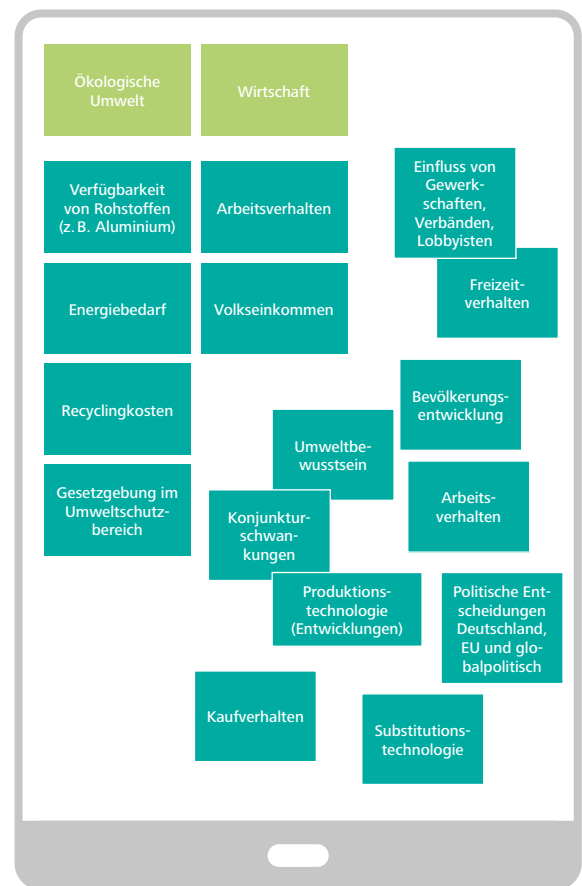 Ökologische
Umwelt
Wirtschaft
Verfügbarkeit
von Rohstoffen
(z. B. Aluminium)
Arbeitsverhalten
Einfluss von
Gewerk-
schaften,
Verbänden,
Lobbyisten
Freizeit-
verhalten
Energiebedarf
Volkseinkommen
Recyclingkosten
Bevölkerungs-
entwicklung
Umweltbe-
wusstsein
Gesetzgebung im
Umweltschutz-
bereich
Konjunktur-
schwan-
kungen
Arbeits-
verhalten
Produktions-
technologie
(Entwicklungen)
Politische Ent-
scheidungen
Deutschland,
EU und glo-
balpolitisch
Kaufverhalten
Substitutions-
technologie